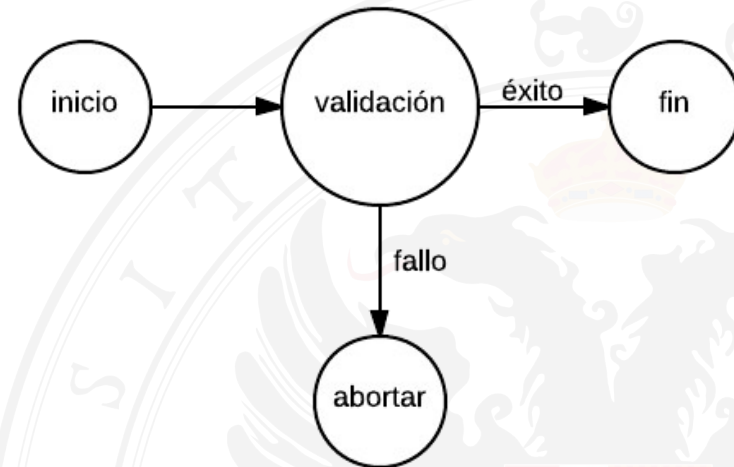 inicio
validación
éxito
fin
fallo
abortar
S I T